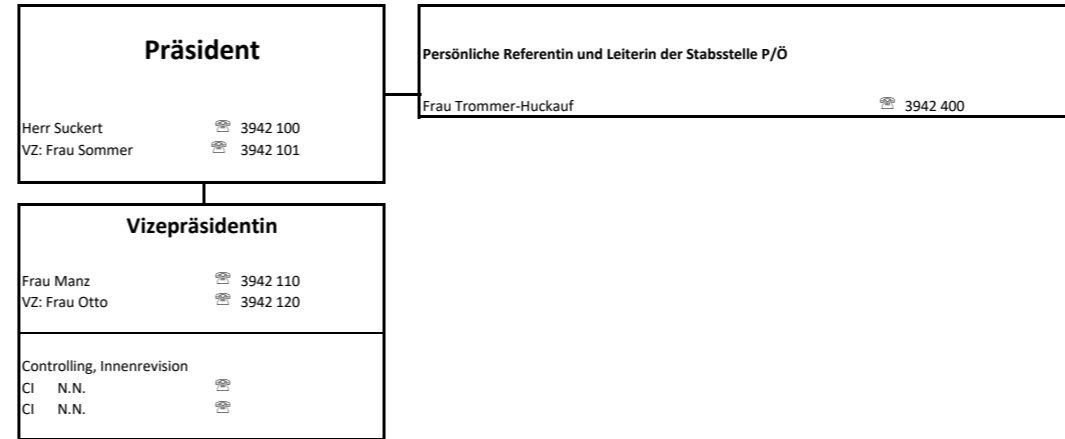 Präsident
Herr Suckert ☏ 3942 100
VZ: Frau Sommer ☏ 3942 101
Persönliche Referentin und Leiterin der Stabsstelle P/Ö
Frau Trommer-Huckauf ☏ 3942 400
Vizepräsidentin
Frau Manz ☏ 3942 110
VZ: Frau Otto ☏ 3942 120
Controlling, Innenrevision
CI N.N. ☏
CI N.N. ☏